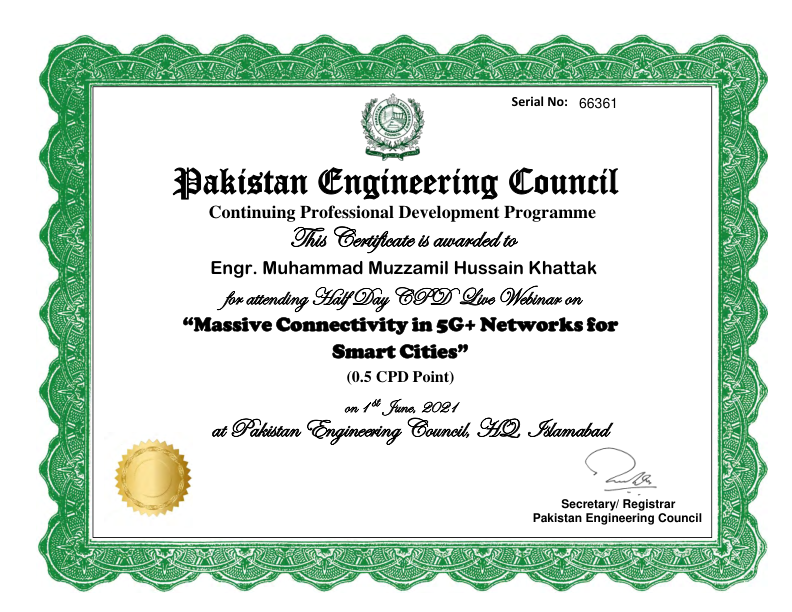 Serial No: 66361
Pakistan Engineering Council
Continuing Professional Development Programme
This Certificate is awarded to
Engr. Muhammad Muzzamil Hussain Khattak
for attending Half Day CPD Live Webinar on
“Massive Connectivity in 5G+ Networks for
Smart Cities”
(0.5 CPD Point)
on 1st June, 2021
at Pakistan Engineering Council, HQ, Islamabad
Secretary/ Registrar
Pakistan Engineering Council